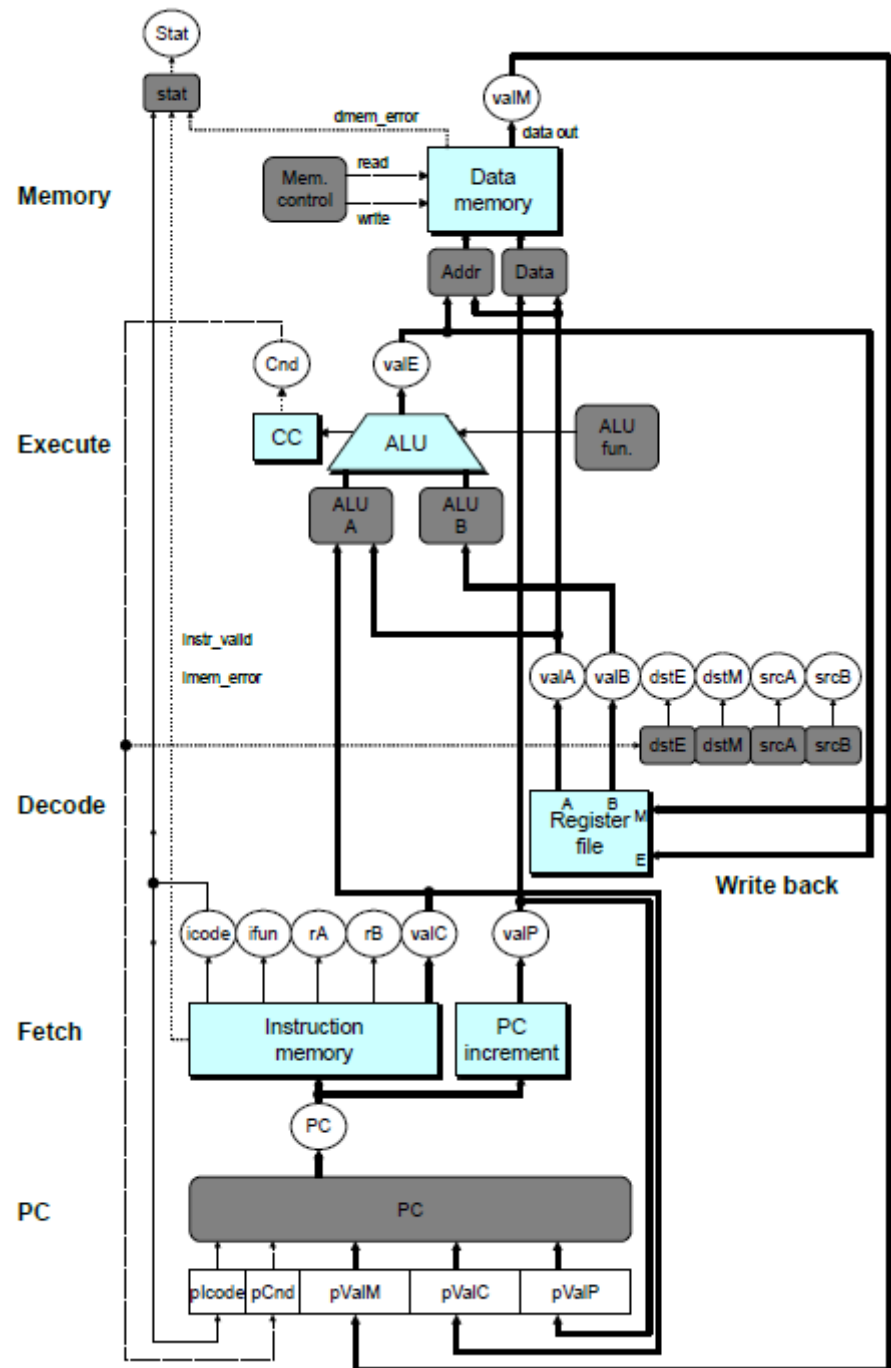 Stat
stat
valM
dmem_error
data out
read
Mem.
control
Data
memory
Memory
write
Addr
Data
Cnd
valE
CC
ALU
ALU
fun.
Execute
ALU
A
ALU
B
Instr_valid
Imem_error
valA
valB
dstE
dstM
srcA
srcB
dstE
dstM
srcA
srcB
Decode
A
B
M
Register
file
E
Write back
icode
ifun
rA
rB
valC
valP
Fetch
Instruction
memory
PC
increment
PC
PC
PC
pIcode
pCnd
pValM
pValC
pValP